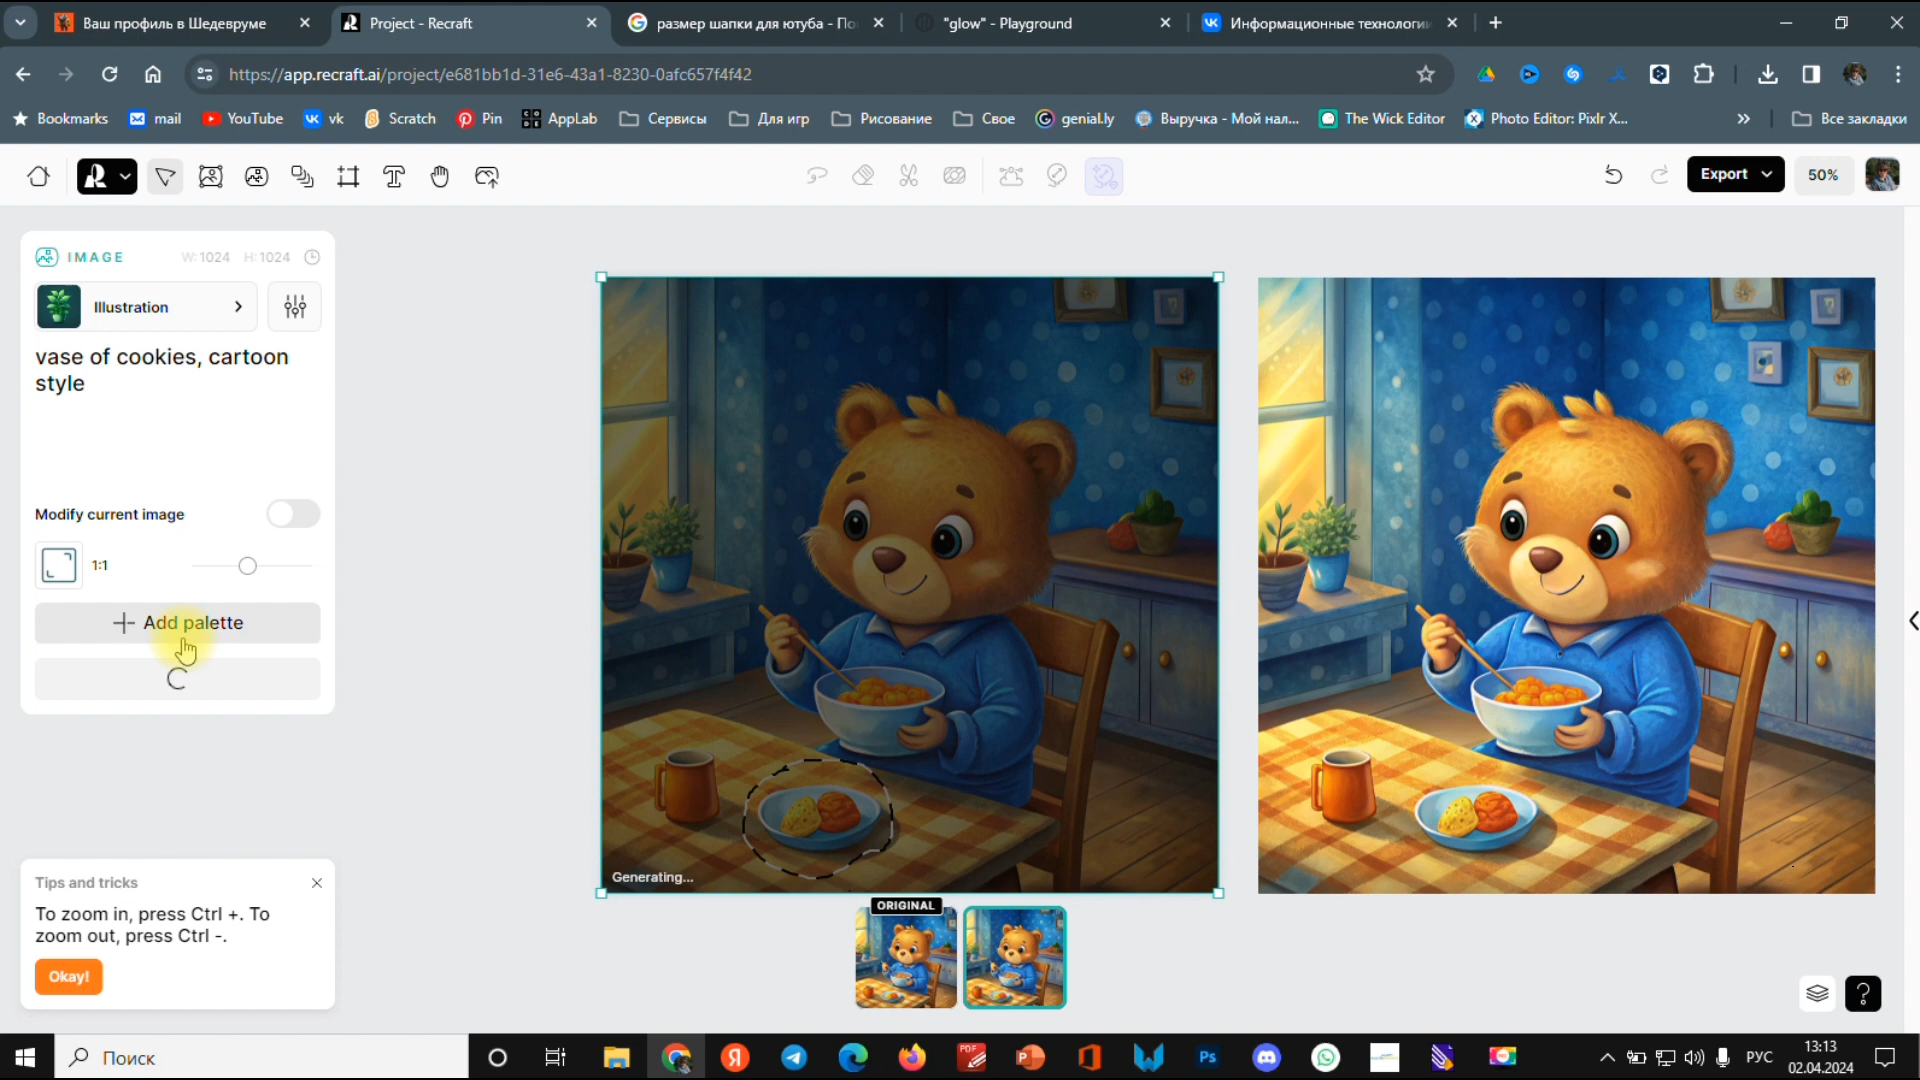 Ваш профиль в Шедевруме
Project - Recraft
размер шапки для ютуба - По
"glow" - Playground
Информационные технологии
https://app.recraft.ai/project/e681bb1d-31e6-43a1-8230-0afc657f4f42
Bookmarks
mail
YouTube
vk
Scratch
Pin
AppLab
Сервисы
Для игр
Рисование
Свое
genial.ly
Выручка - Мой нал...
The Wick Editor
Photo Editor: Pixlr X...
Все закладки
Export
50%
IMAGE
W:1024
H:1024
Illustration
vase of cookies, cartoon
style
Modify current image
1:1
Add palette
Generating...
ORIGINAL
Tips and tricks
To zoom in, press Ctrl +. To
zoom out, press Ctrl -.
Okay!
Поиск
РУС
13:13
02.04.2024